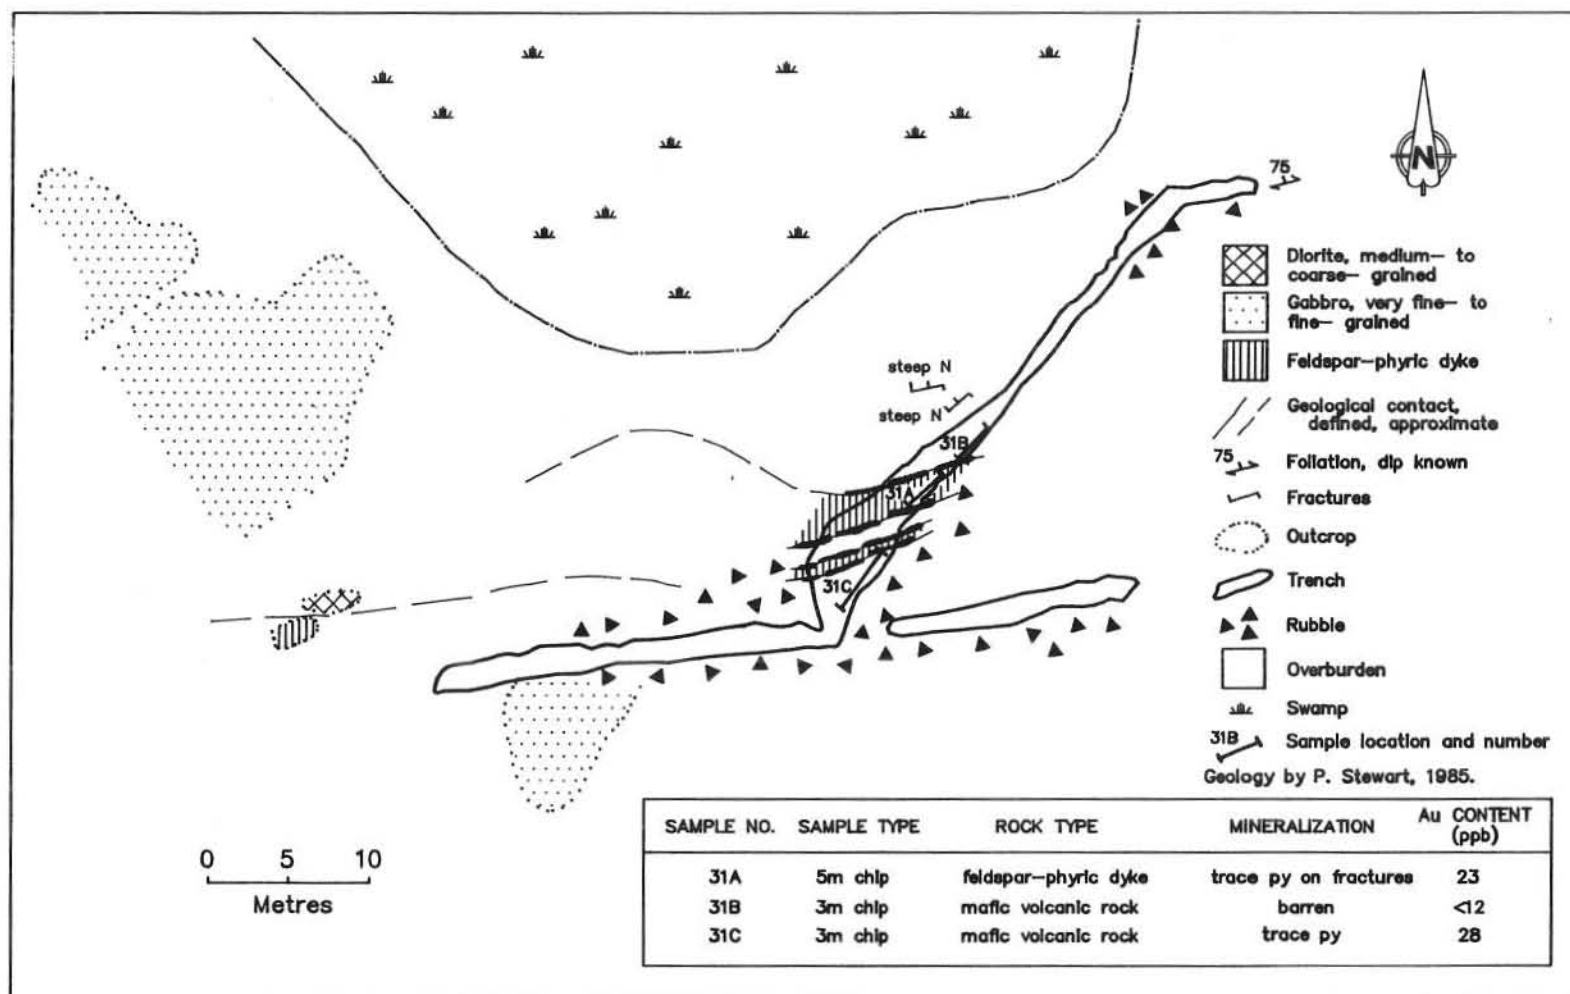 N
75
steep N
steep N
31B
31A
31C
Diorite, medium- to
coarse- grained
Gabbro, very fine- to
fine- grained
Feldspar-phyric dyke
Geological contact,
defined, approximate
75
Foliation, dip known
Fractures
Outcrop
Trench
Rubble
Overburden
Swamp
31B
Sample location and number
Geology by P. Stewart, 1985.
0 5 10
Metres
SAMPLE NO. SAMPLE TYPE ROCK TYPE MINERALIZATION Au CONTENT (ppb)
31A 5m chip feldspar-phyric dyke trace py on fractures 23
31B 3m chip mafic volcanic rock barren <12
31C 3m chip mafic volcanic rock trace py 28